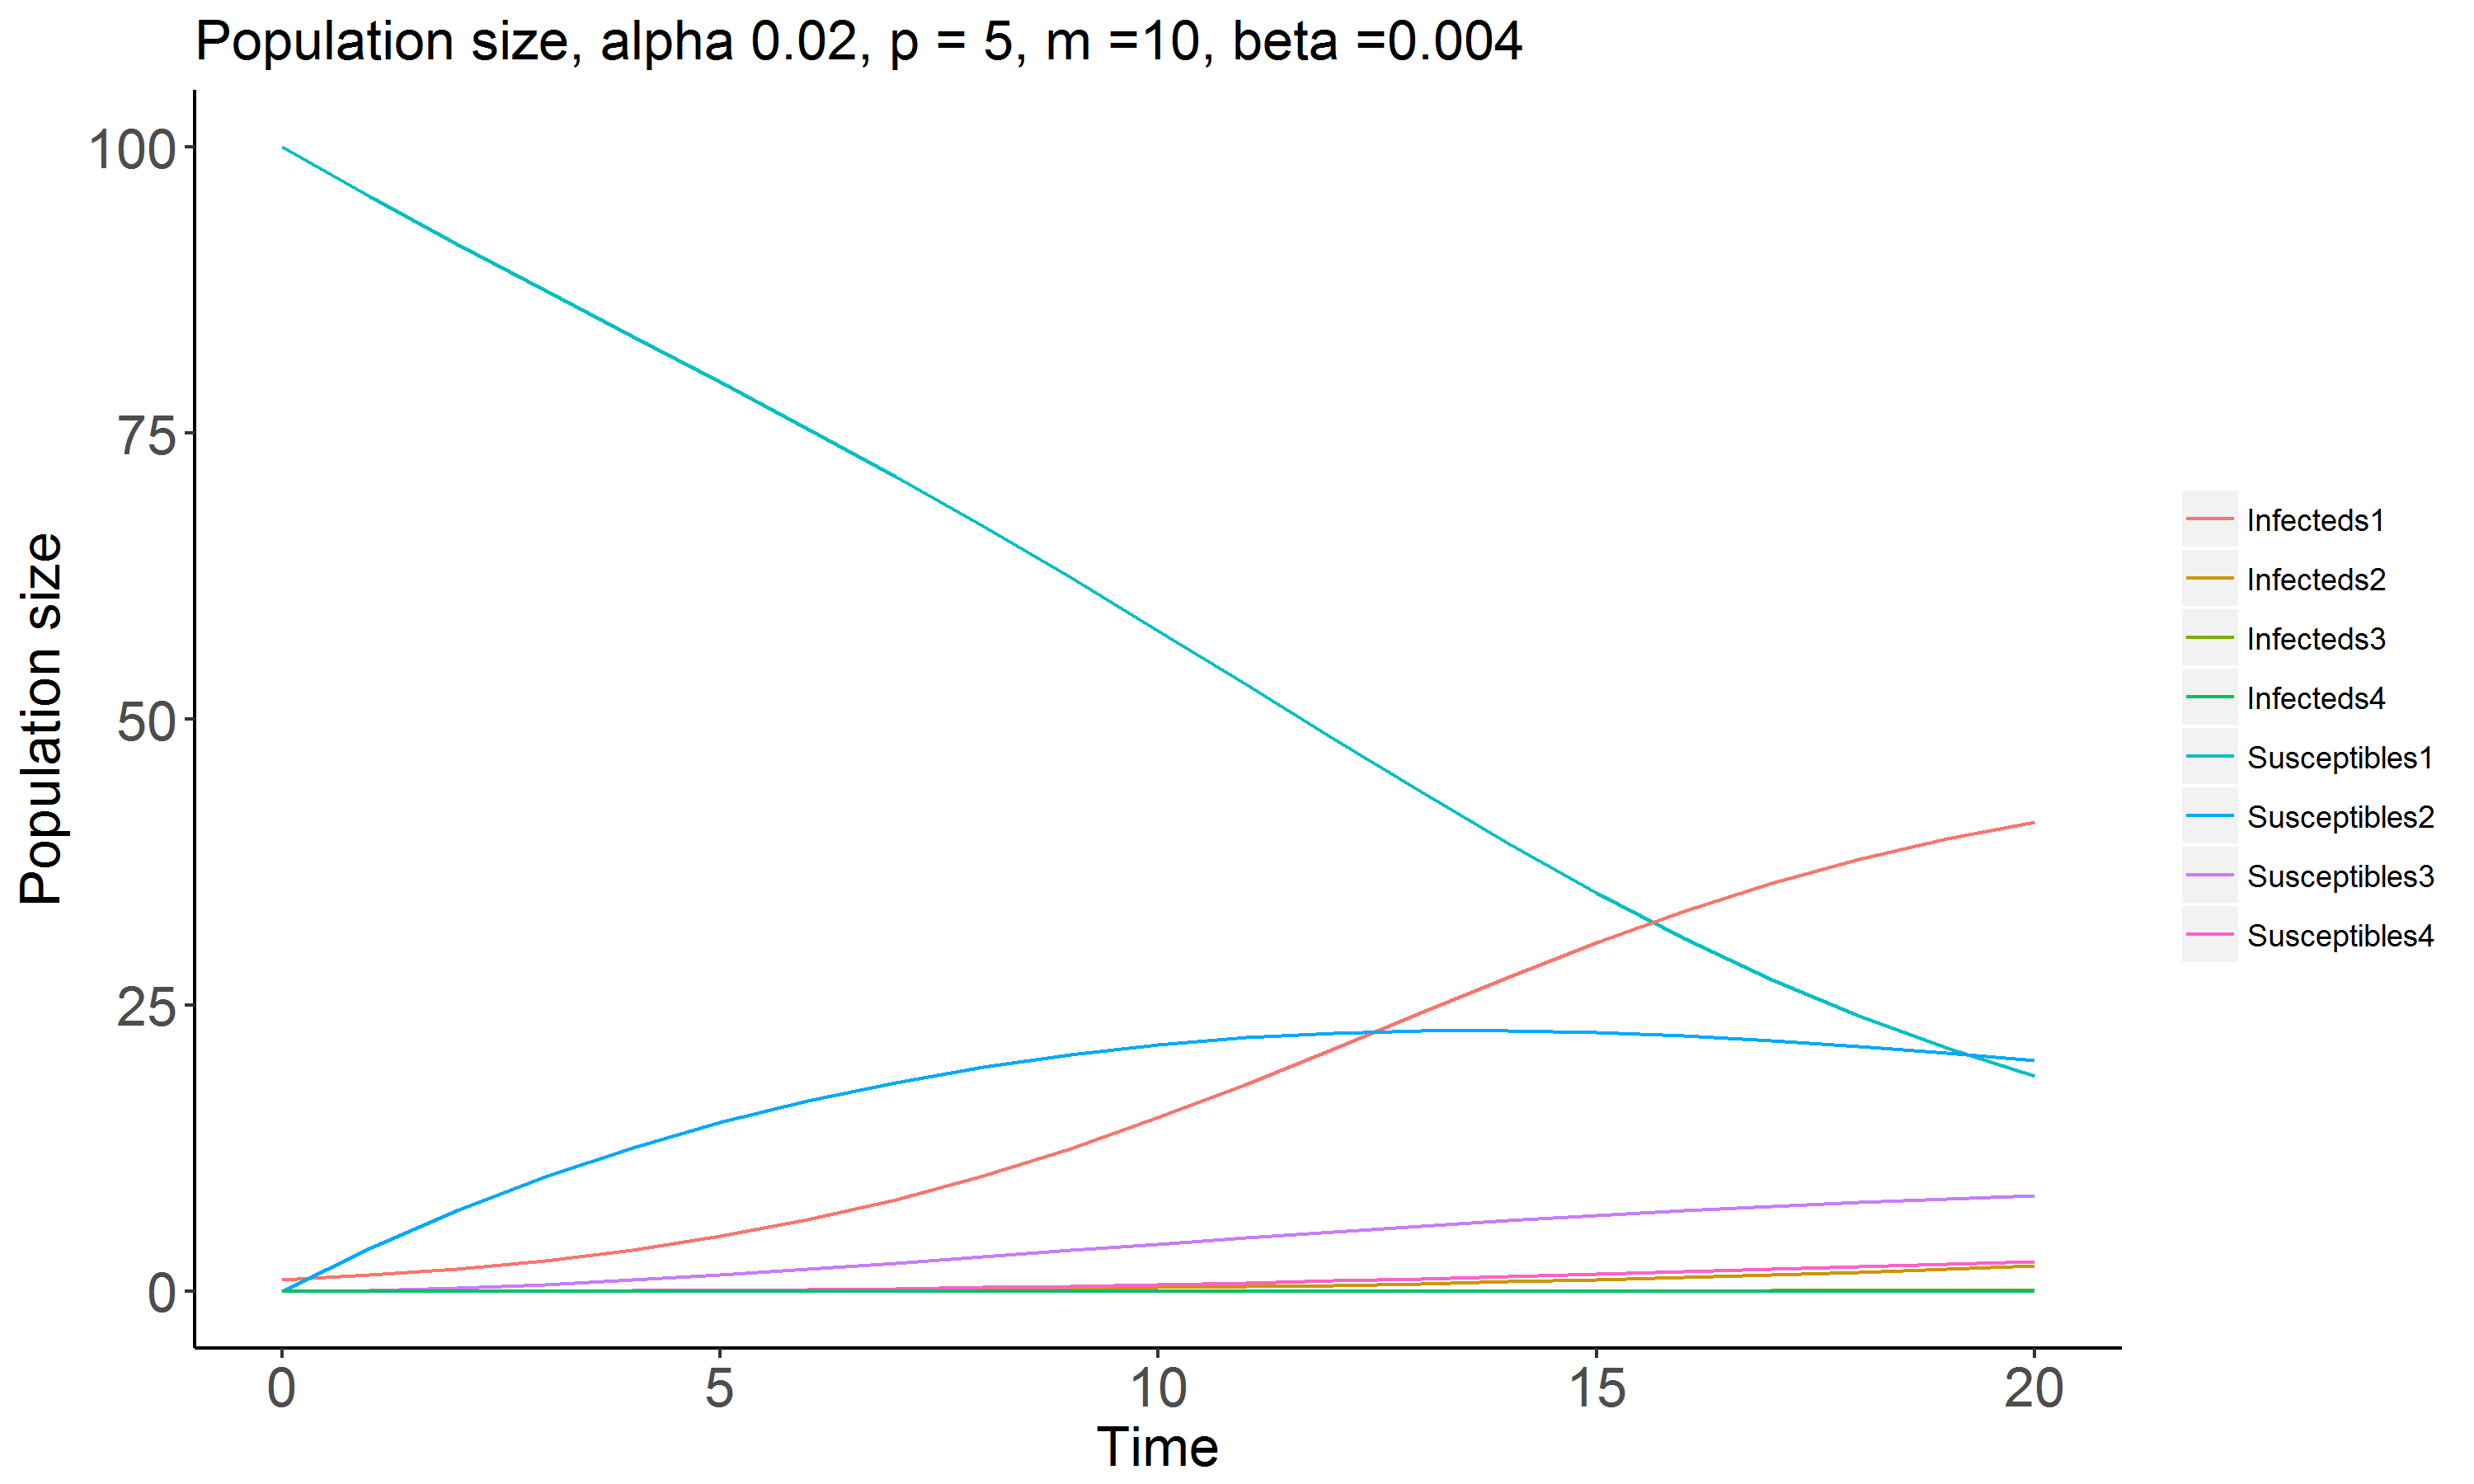 Population size, alpha 0.02, p = 5, m =10, beta =0.004
Population size
100
75
50
25
0
0 5 10 15 20
Time
Infecteds1
Infecteds2
Infecteds3
Infecteds4
Susceptibles1
Susceptibles2
Susceptibles3
Susceptibles4